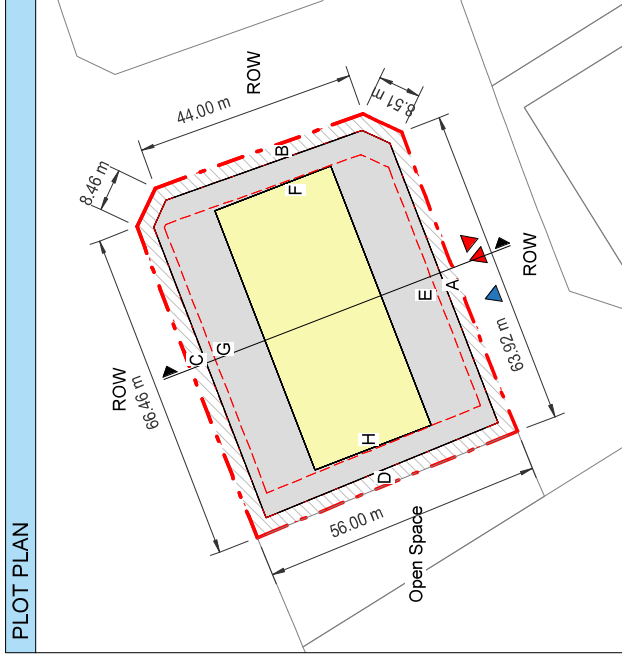 PLOT PLAN
ROW
44.00 m
8.51 m
8.46 m
B
F
ROW
66.46 m
C
G
E
A
ROW
63.92 m
H
D
56.00 m
Open Space